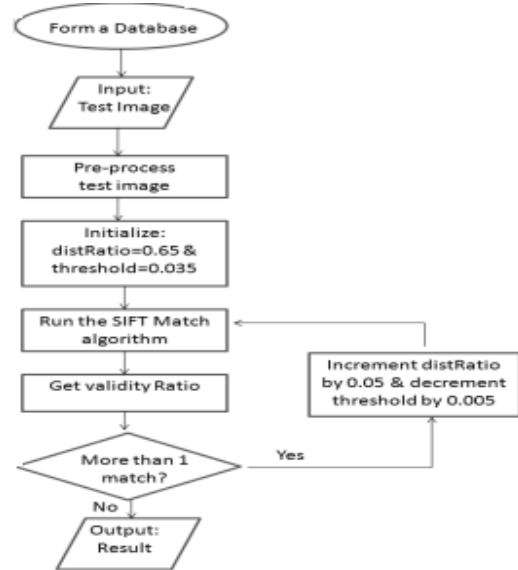 Form a Database
Input:
Test Image
Pre-process
test image
Initialize:
distRatio=0.65 &
threshold=0.035
Run the SIFT Match
algorithm
Get validity Ratio
More than 1
match?
Yes
Increment distRatio
by 0.05 & decrement
threshold by 0.005
No
Output:
Result